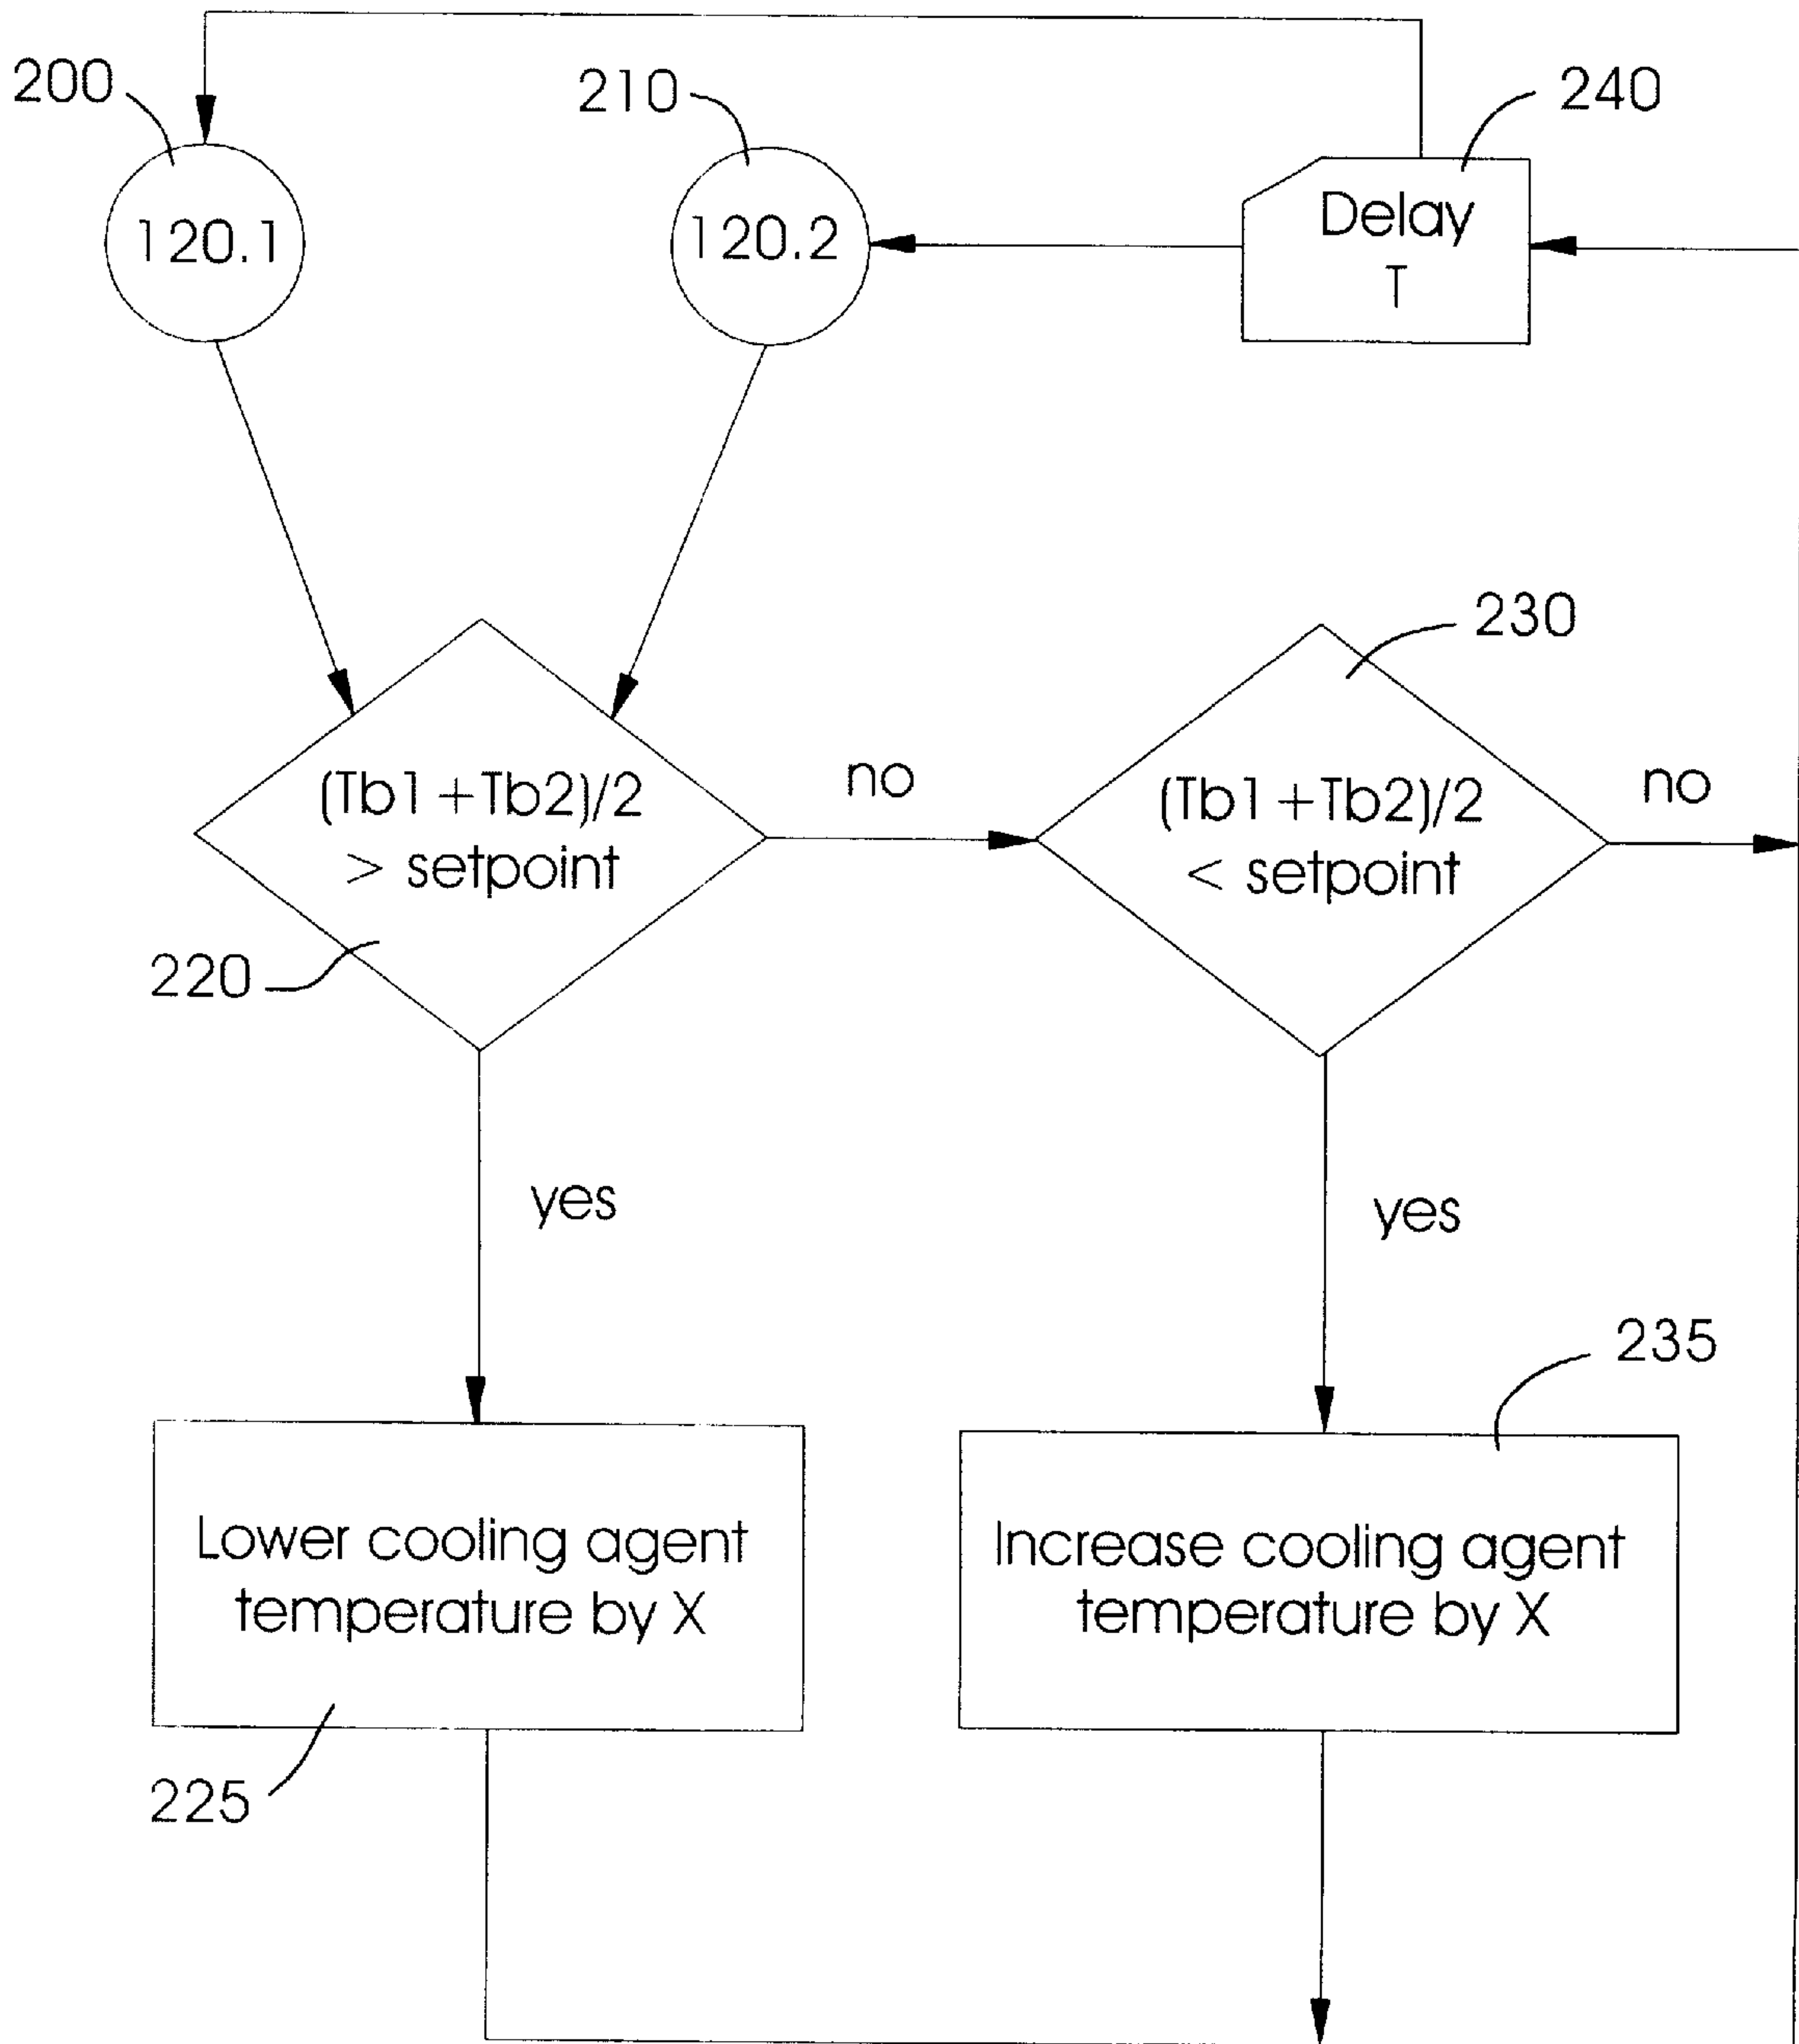 200
210
240
120.1
120.2
Delay
T
230
(Tb1+Tb2)/2
> setpoint
no
(Tb1+Tb2)/2
< setpoint
no
220
yes
yes
235
Lower cooling agent
temperature by X
Increase cooling agent
temperature by X
225